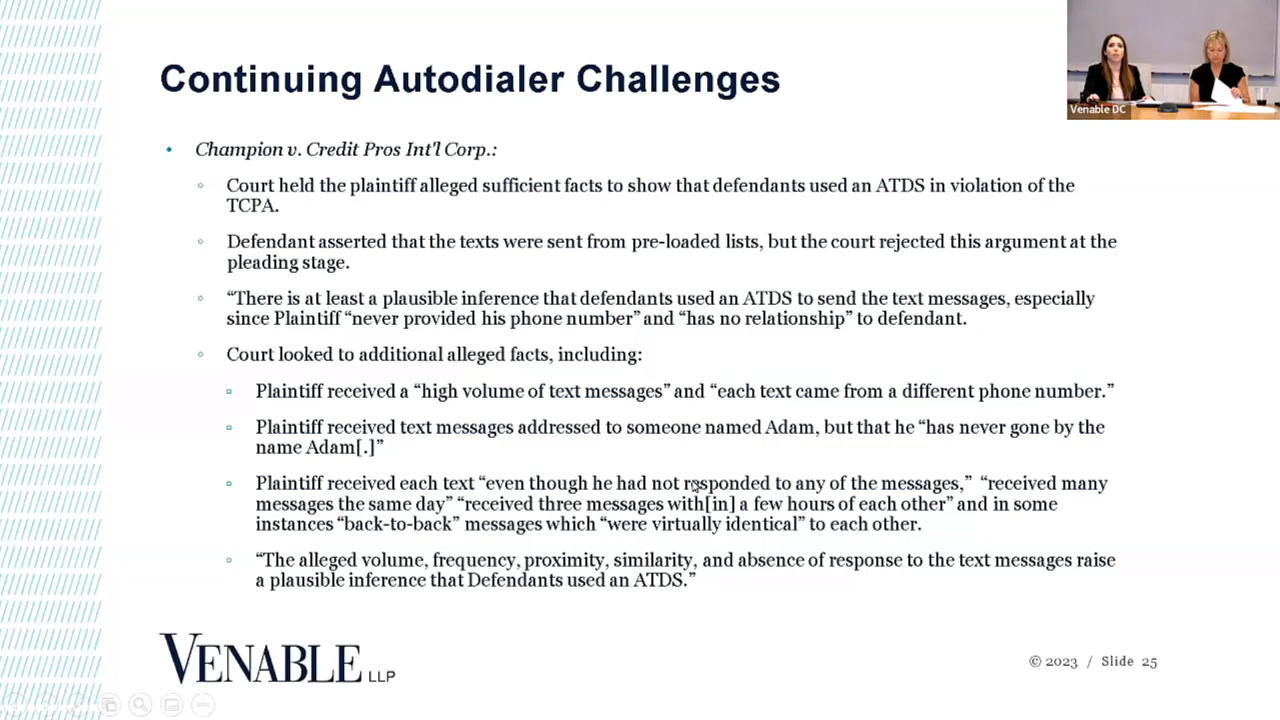 Venable DC
Continuing Autodialer Challenges
• Champion v. Credit Pros Int'l Corp.:
◦ Court held the plaintiff alleged sufficient facts to show that defendants used an ATDS in violation of the
TCPA.
◦ Defendant asserted that the texts were sent from pre-loaded lists, but the court rejected this argument at the
pleading stage.
◦ “There is at least a plausible inference that defendants used an ATDS to send the text messages, especially
since Plaintiff “never provided his phone number” and “has no relationship” to defendant.
◦ Court looked to additional alleged facts, including:
▫ Plaintiff received a “high volume of text messages” and “each text came from a different phone number.”
▫ Plaintiff received text messages addressed to someone named Adam, but that he “has never gone by the
name Adam[.]”
▫ Plaintiff received each text “even though he had not responded to any of the messages,” “received many
messages the same day” “received three messages with[in] a few hours of each other” and in some
instances “back-to-back” messages which “were virtually identical” to each other.
▫ “The alleged volume, frequency, proximity, similarity, and absence of response to the text messages raise
a plausible inference that Defendants used an ATDS.”
VENABLE LLP
© 2023 / Slide 25